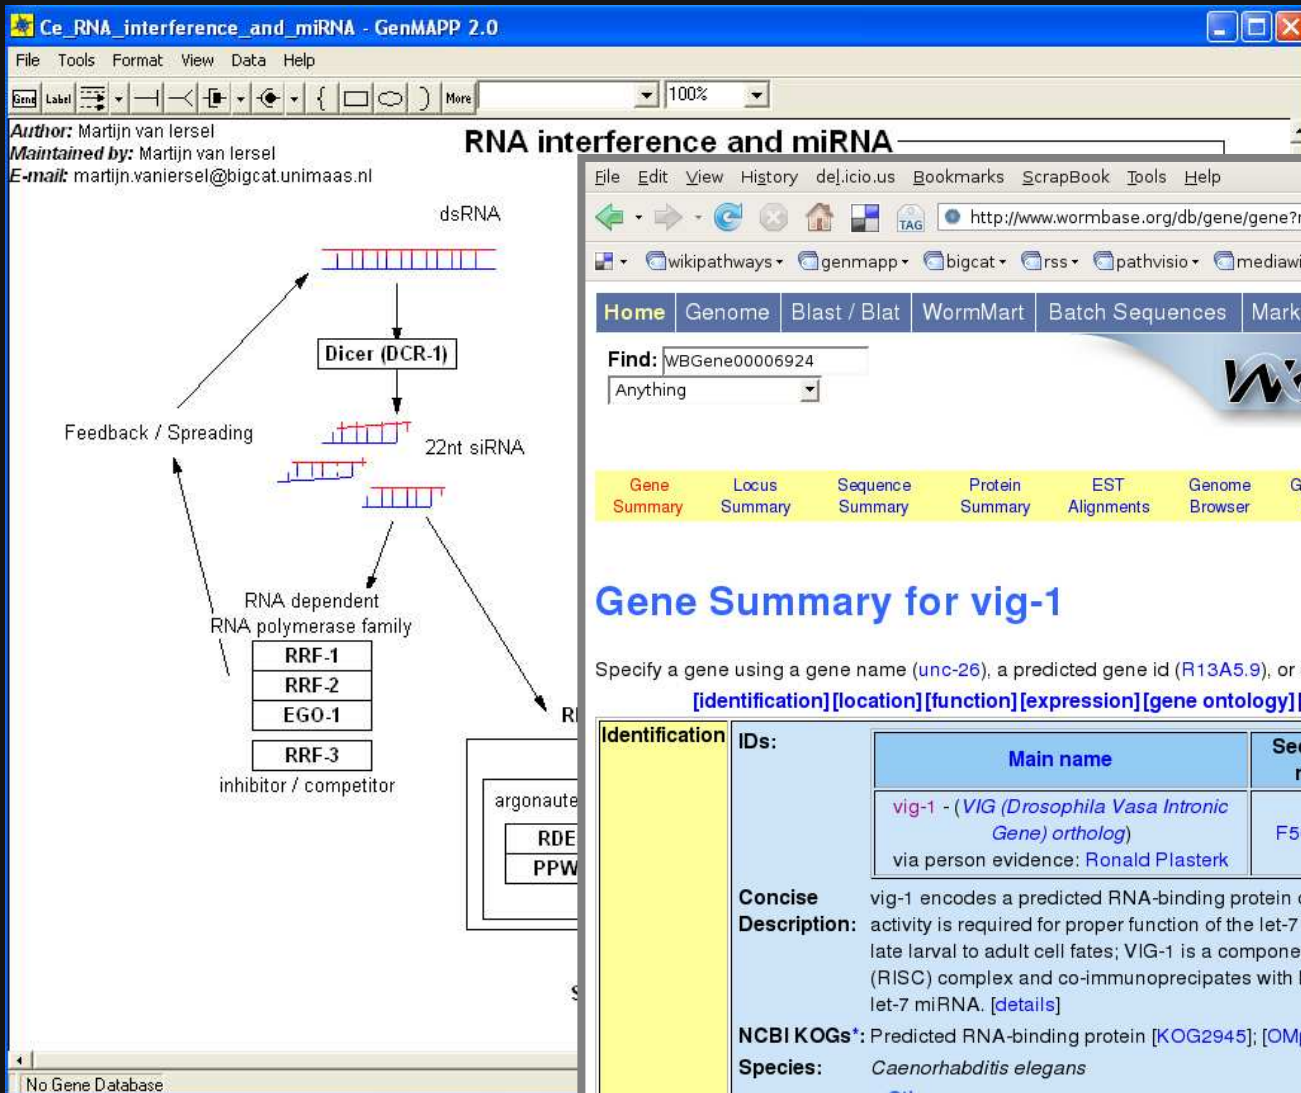 Ce_RNA_interference_and_miRNA - GenMAPP 2.0
File Tools Format View Data Help
Gene Label More 100%
Author: Martijn van Iersel
Maintained by: Martijn van Iersel
E-mail: martijn.vaniersel@bigcat.unimaas.nl
RNA interference and miRNA
dsRNA
Dicer (DCR-1)
Feedback / Spreading
22nt siRNA
RNA dependent
RNA polymerase family
RRF-1
RRF-2
EGO-1
RRF-3
inhibitor / competitor
argonaute
RDE
PPW
No Gene Database
File Edit View History del.icio.us Bookmarks ScrapBook Tools Help
TAG http://www.wormbase.org/db/gene/gene?
wikipathways genmapp bigcat rss pathvisio mediawi
Home Genome Blast / Blat WormMart Batch Sequences Mark
Find: WBGene00006924
Anything
Gene Summary
Locus Summary
Sequence Summary
Protein Summary
EST Alignments
Genome Browser
G
Gene Summary for vig-1
Specify a gene using a gene name (unc-26), a predicted gene id (R13A5.9), or
[identification][location][function][expression][gene ontology][
Identification
IDs:
Main name
vig-1 - (VIG (Drosophila Vasa Intronic
Gene) ortholog)
via person evidence: Ronald Plasterk
F5
Concise Description:
vig-1 encodes a predicted RNA-binding protein
activity is required for proper function of the let-7
late larval to adult cell fates; VIG-1 is a compone
(RISC) complex and co-immunoprecipates with
let-7 miRNA. [details]
NCBI KOGs*: Predicted RNA-binding protein [KOG2945]; [OM
Species: Caenorhabditis elegans